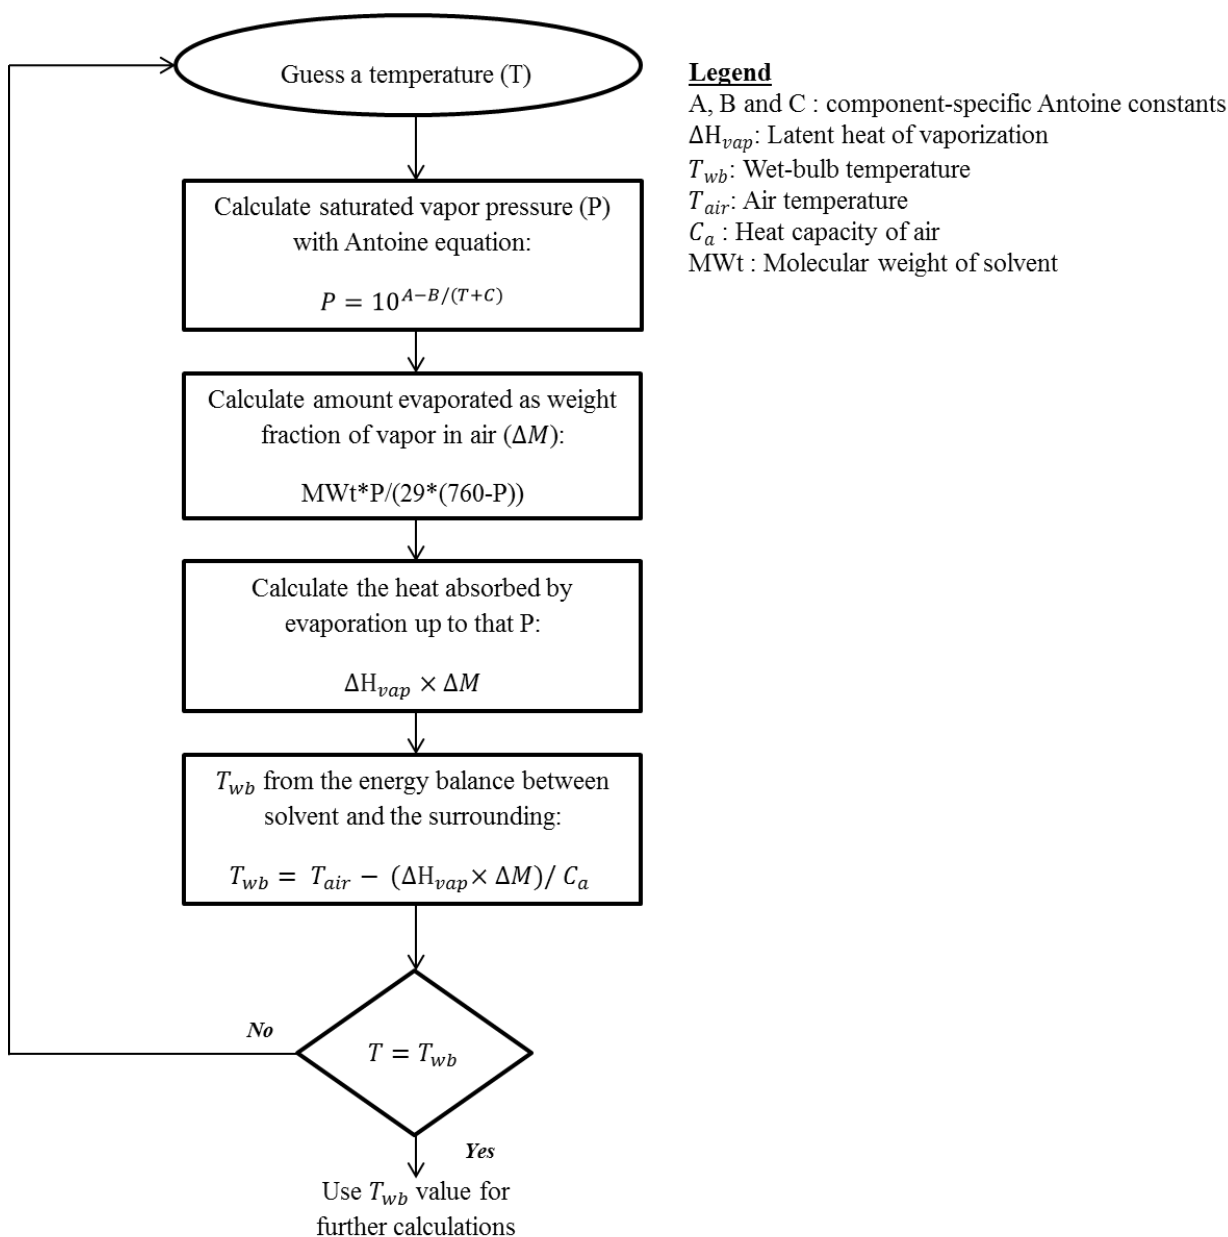 Guess a temperature (T)
Legend
A, B and C : component-specific Antoine constants
ΔH_vap: Latent heat of vaporization
T_wb: Wet-bulb temperature
T_air: Air temperature
C_a : Heat capacity of air
MWt : Molecular weight of solvent
Calculate saturated vapor pressure (P)
with Antoine equation:
P = 10^{A−B/(T+C)}
Calculate amount evaporated as weight
fraction of vapor in air (ΔM):
MWt*P/(29*(760-P))
Calculate the heat absorbed by
evaporation up to that P:
ΔH_vap × ΔM
T_wb from the energy balance between
solvent and the surrounding:
T_wb = T_air − (ΔH_vap × ΔM)/ C_a
No
T = T_wb
Yes
Use T_wb value for
further calculations